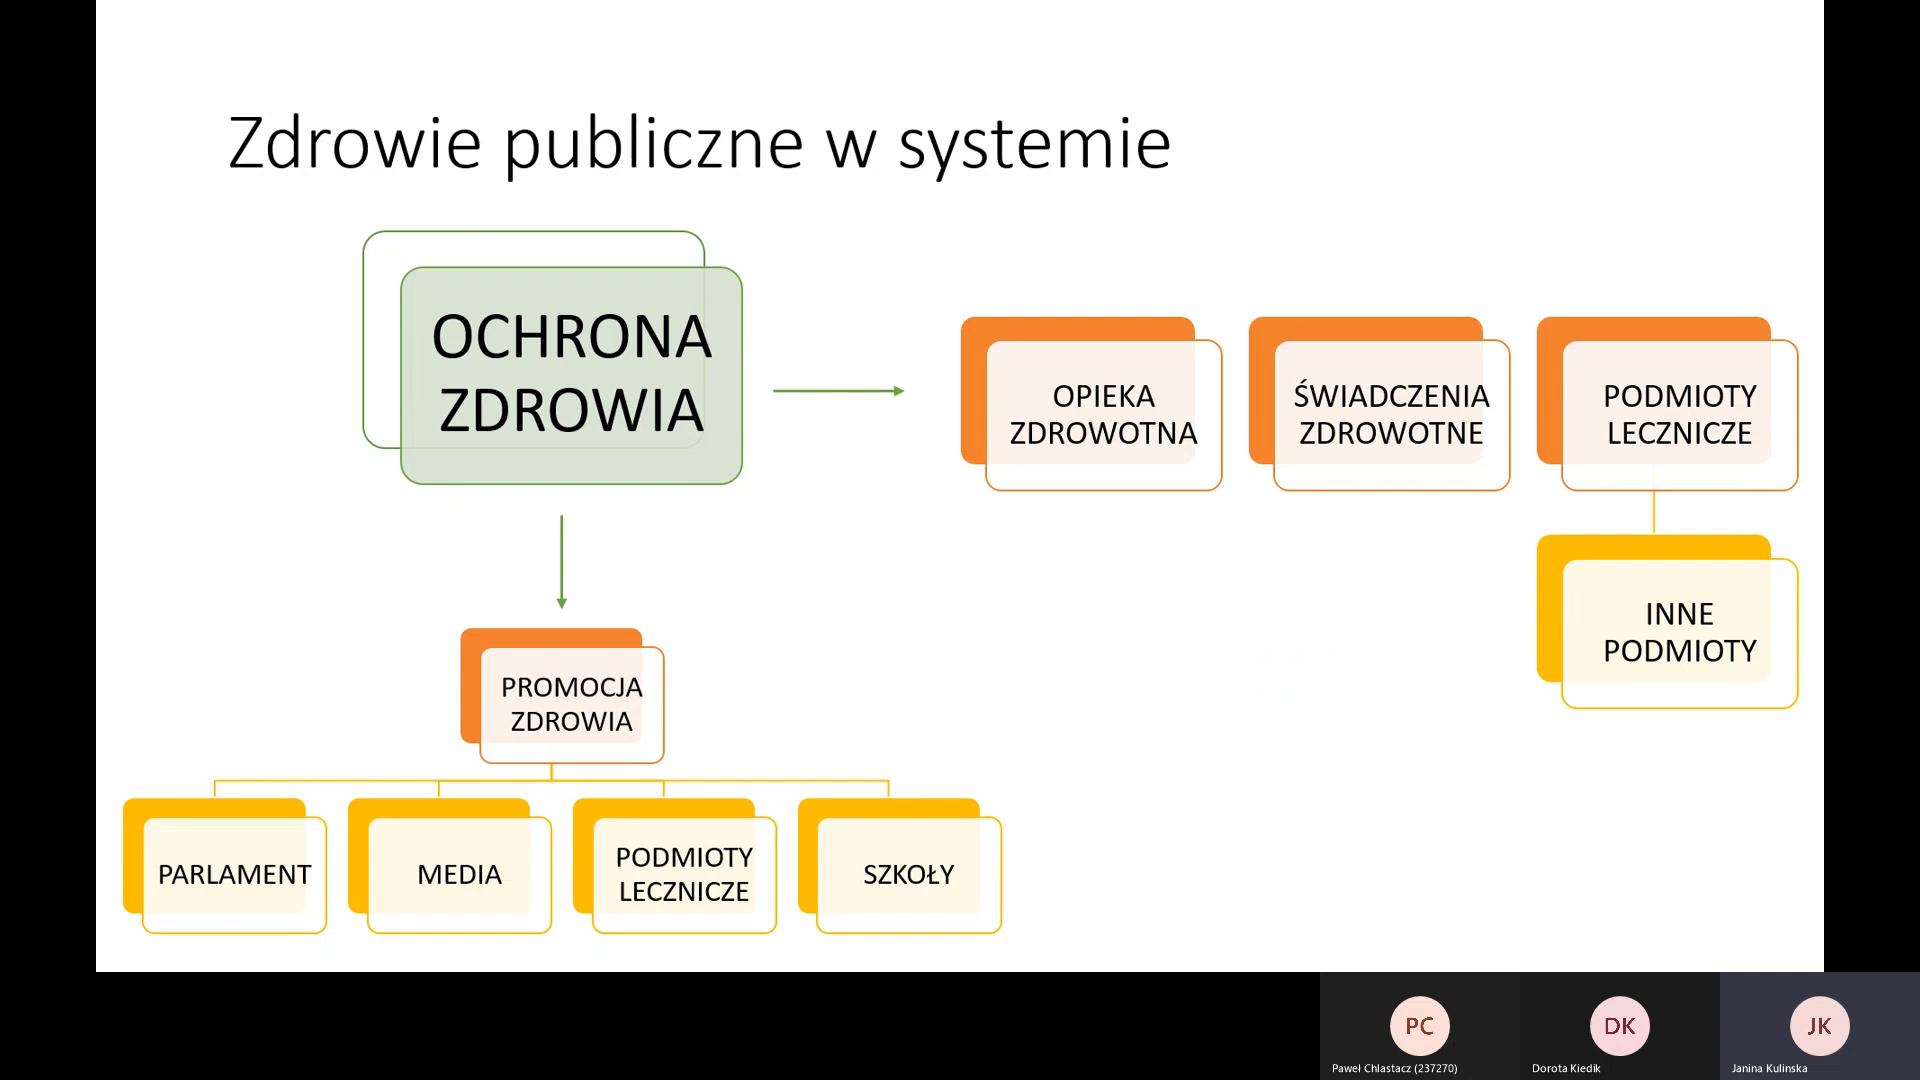 Zdrowie publiczne w systemie
OCHRONA
ZDROWIA
OPIEKA
ZDROWOTNA
ŚWIADCZENIA
ZDROWOTNE
PODMIOTY
LECZNICZE
INNE
PODMIOTY
PROMOCJA
ZDROWIA
PARLAMENT
MEDIA
PODMIOTY
LECZNICZE
SZKOŁY
PC
DK
JK
Paweł Chlastacz (237270)
Dorota Kiedik
Janina Kulinska